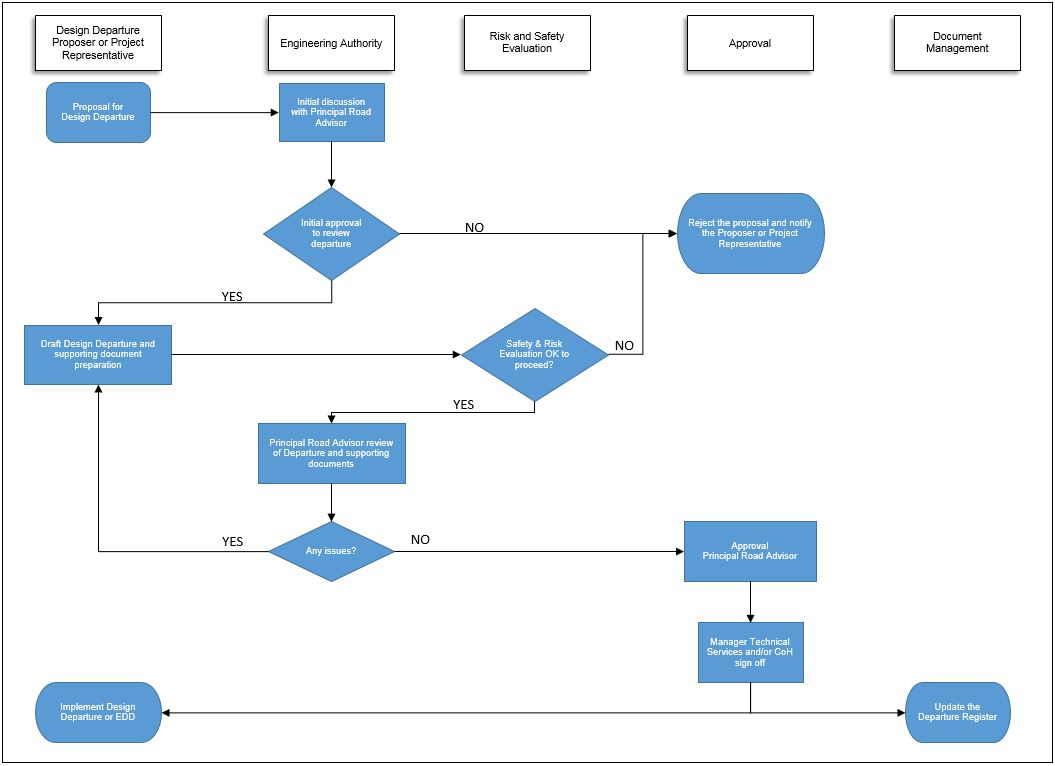 Design Departure
Proposer or Project
Representative
Engineering Authority
Risk and Safety
Evaluation
Approval
Document
Management
Proposal for
Design Departure
Initial discussion
with Principal Road
Advisor
Initial approval
to review
departure
NO
Reject the proposal and notify
the Proposer or Project
Representative
YES
Draft Design Departure and
supporting document
preparation
Safety & Risk
Evaluation OK to
proceed?
NO
YES
Principal Road Advisor review
of Departure and supporting
documents
YES
Any issues?
NO
Approval
Principal Road Advisor
Manager Technical
Services and/or CoH
sign off
Implement Design
Departure or EDD
Update the
Departure Register